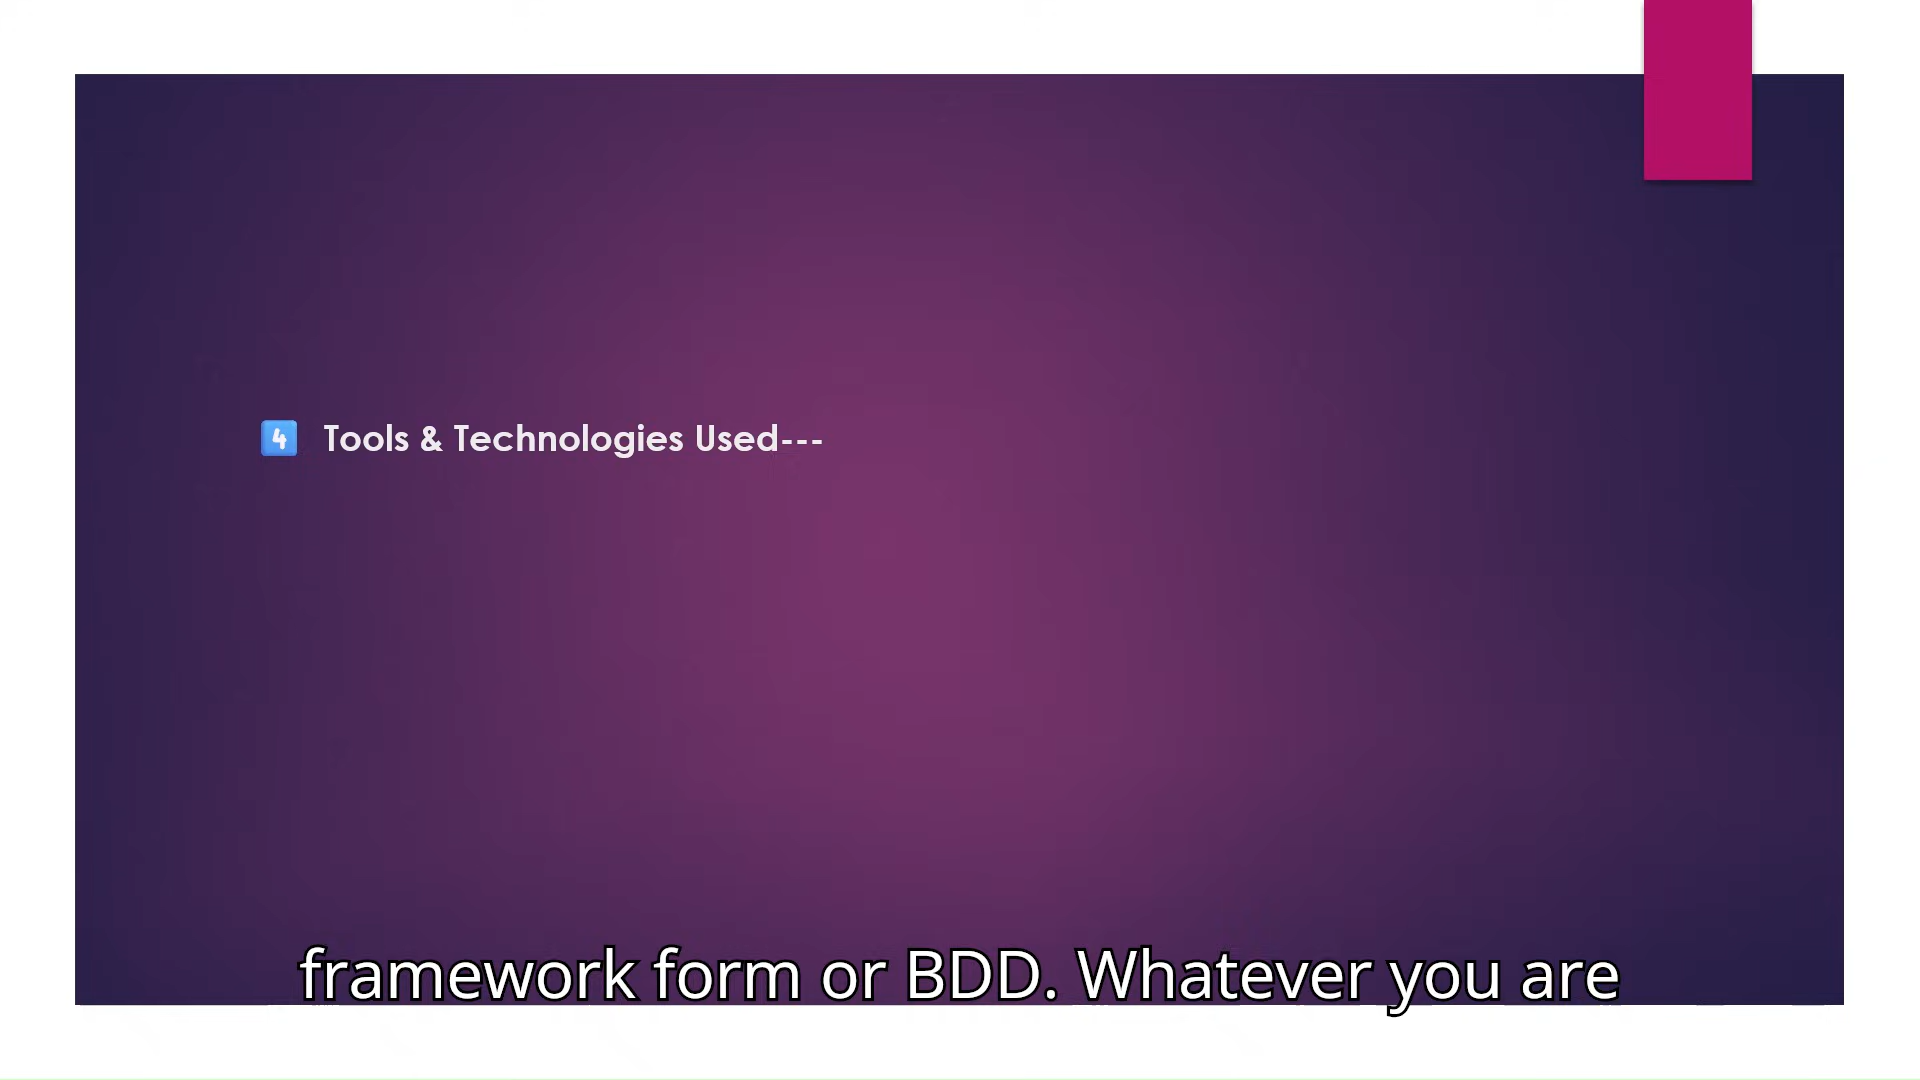 4️⃣ Tools & Technologies Used---
framework form or BDD. Whatever you are